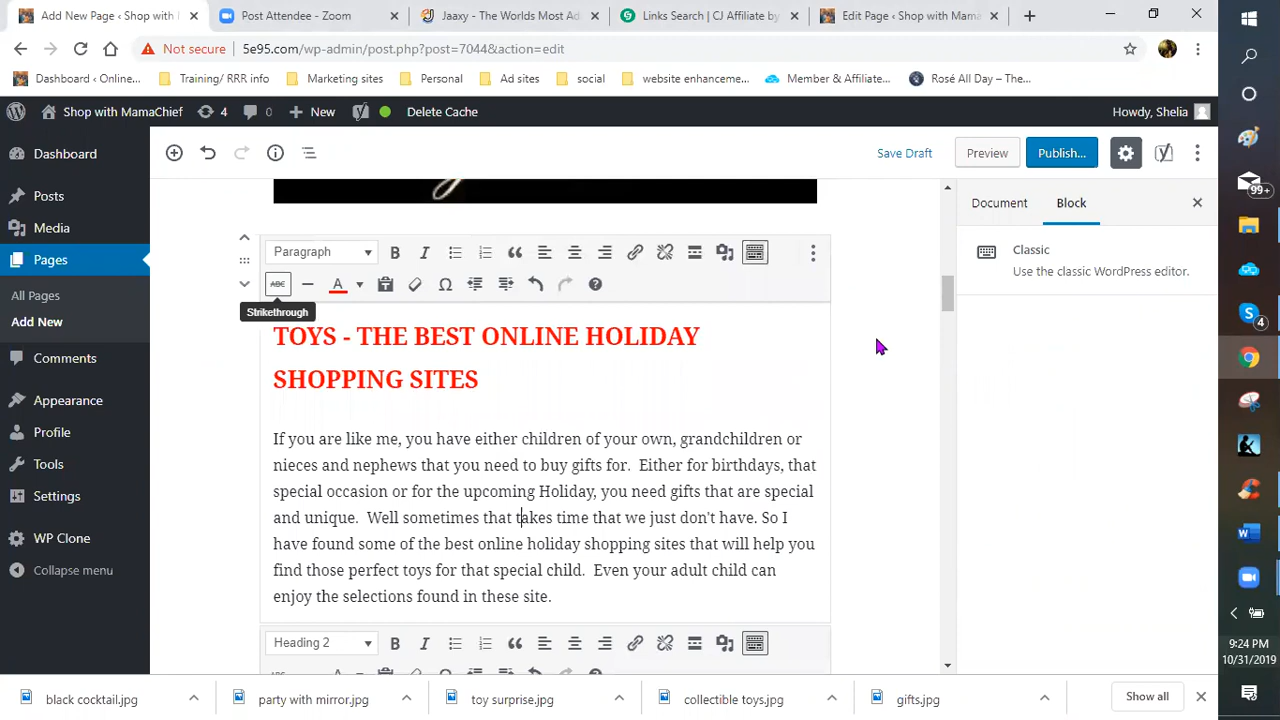 Add New Page ‹ Shop with Mama
Post Attendee - Zoom
Jaaxy - The Worlds Most Ad
Links Search | CJ Affiliate by
Edit Page ‹ Shop with Mama
Not secure
5e95.com/wp-admin/post.php?post=7044&action=edit
Dashboard ‹ Online...
Training/ RRR info
Marketing sites
Personal
Ad sites
social
website enhanceme...
Member & Affiliate...
Rosé All Day – The...
Shop with MamaChief
4
0
New
Delete Cache
Howdy, Shelia
Dashboard
Pages
Media
Pages
All Pages
Add New
Comments
Appearance
Profile
Tools
Settings
WP Clone
Collapse menu
Save Draft
Preview
Publish...
Document
Block
Classic
Use the classic WordPress editor.
Paragraph
B
I
ABC
A
Strikethrough
TOYS - THE BEST ONLINE HOLIDAY
SHOPPING SITES
If you are like me, you have either children of your own, grandchildren or
nieces and nephews that you need to buy gifts for.  Either for birthdays, that
special occasion or for the upcoming Holiday, you need gifts that are special
and unique.  Well sometimes that takes time that we just don't have. So I
have found some of the best online holiday shopping sites that will help you
find those perfect toys for that special child.  Even your adult child can
enjoy the selections found in these site.
Heading 2
B
I
99+
4
9:24 PM
10/31/2019
black cocktail.jpg
party with mirror.jpg
toy surprise.jpg
collectible toys.jpg
gifts.jpg
Show all